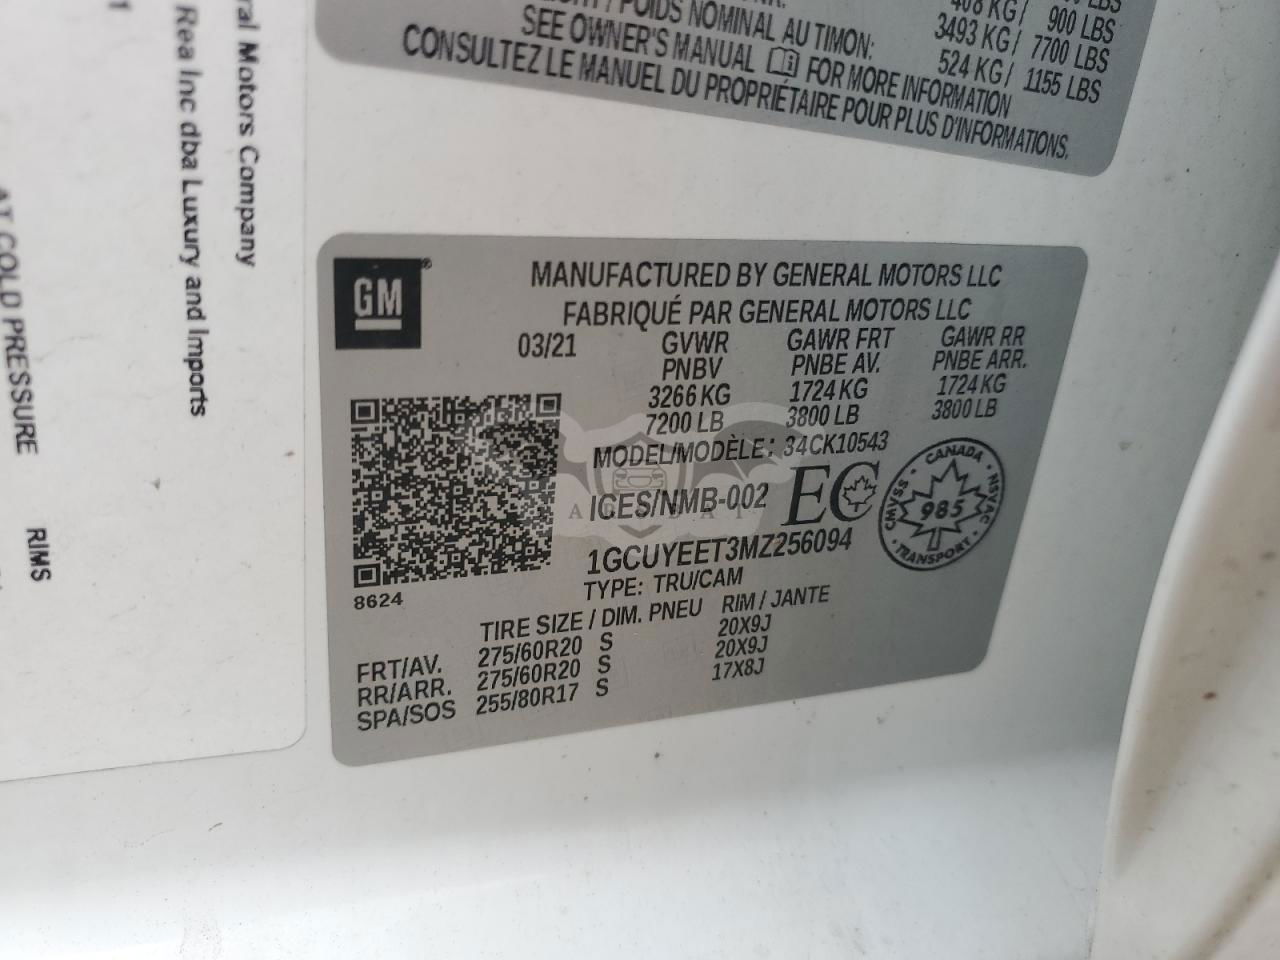 LBS
408 KG/ 900 LBS
3493 KG/ 7700 LBS
POIDS NOMINAL AU TIMON: 524 KG/ 1155 LBS
SEE OWNER'S MANUAL FOR MORE INFORMATION
CONSULTEZ LE MANUEL DU PROPRIÉTAIRE POUR PLUS D'INFORMATIONS.
ral Motors Company
Rea Inc dba Luxury and Imports
AT COLD PRESSURE
RIMS
GM
MANUFACTURED BY GENERAL MOTORS LLC
FABRIQUÉ PAR GENERAL MOTORS LLC
03/21 GVWR GAWR FRT GAWR RR
PNBV PNBE AV. PNBE ARR.
3266 KG 1724 KG 1724 KG
7200 LB 3800 LB 3800 LB
MODEL/MODÈLE: 34CK10543
ICES/NMB-002 EC
CANADA
CMVSS 985 NSVAC
TRANSPORT
1GCUYEET3MZ256094
TYPE: TRU/CAM
8624
TIRE SIZE / DIM. PNEU RIM / JANTE
FRT/AV. 275/60R20 S 20X9J
RR/ARR. 275/60R20 S 20X9J
SPA/SOS 255/80R17 S 17X8J